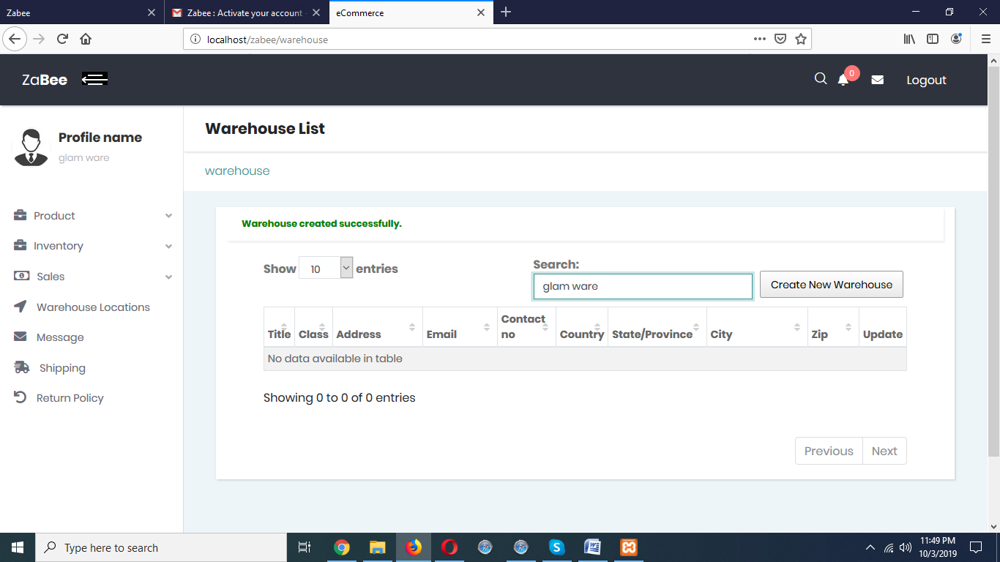 Zabee
Zabee : Activate your account -
eCommerce
localhost/zabee/warehouse
ZaBee
0
Logout
Profile name
glam ware
Warehouse List
warehouse
Product
Inventory
Sales
Warehouse Locations
Message
Shipping
Return Policy
Warehouse created successfully.
Show 10 entries
Search:
glam ware
Create New Warehouse
Title Class Address Email Contact no Country State/Province City Zip Update
No data available in table
Showing 0 to 0 of 0 entries
Previous Next
Type here to search
11:49 PM
10/3/2019